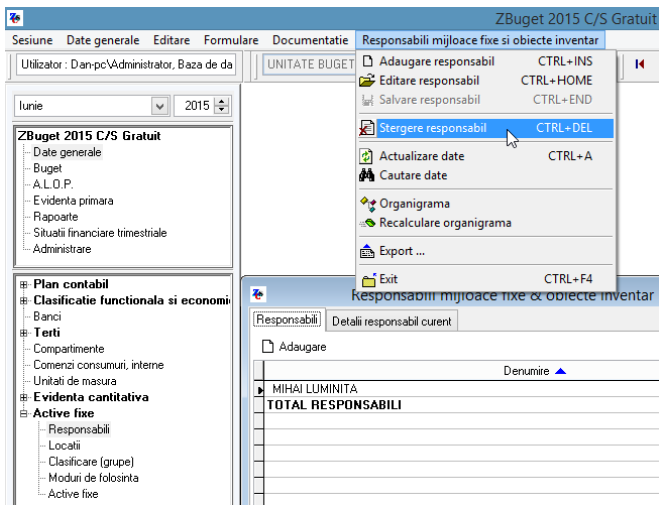 ZBuget 2015 C/S Gratuit
Sesiune Date generale Editare Formulare Documentatie Responsabili mijloace fixe si obiecte inventar
Utilizator : Dan-pc\Administrator, Baza de da
UNITATE BUGET
Adaugare responsabil CTRL+INS
Editare responsabil CTRL+HOME
Salvare responsabil CTRL+END
Stergere responsabil CTRL+DEL
Actualizare date CTRL+A
Cautare date
Organigrama
Recalculare organigrama
Export ...
Exit CTRL+F4
Iunie 2015
ZBuget 2015 C/S Gratuit
Date generale
Buget
A.L.O.P.
Evidenta primara
Rapoarte
Situatii financiare trimestriale
Administrare
Plan contabil
Clasificatie functionala si economi
Banci
Terti
Compartimente
Comenzi consumuri, interne
Unitati de masura
Evidenta cantitativa
Active fixe
Responsabili
Locatii
Clasificare (grupe)
Moduri de folosinta
Active fixe
Responsabili mijloace fixe & obiecte inventar
Responsabili Detalii responsabil curent
Adaugare
Denumire
MIHAI LUMINITA
TOTAL RESPONSABILI